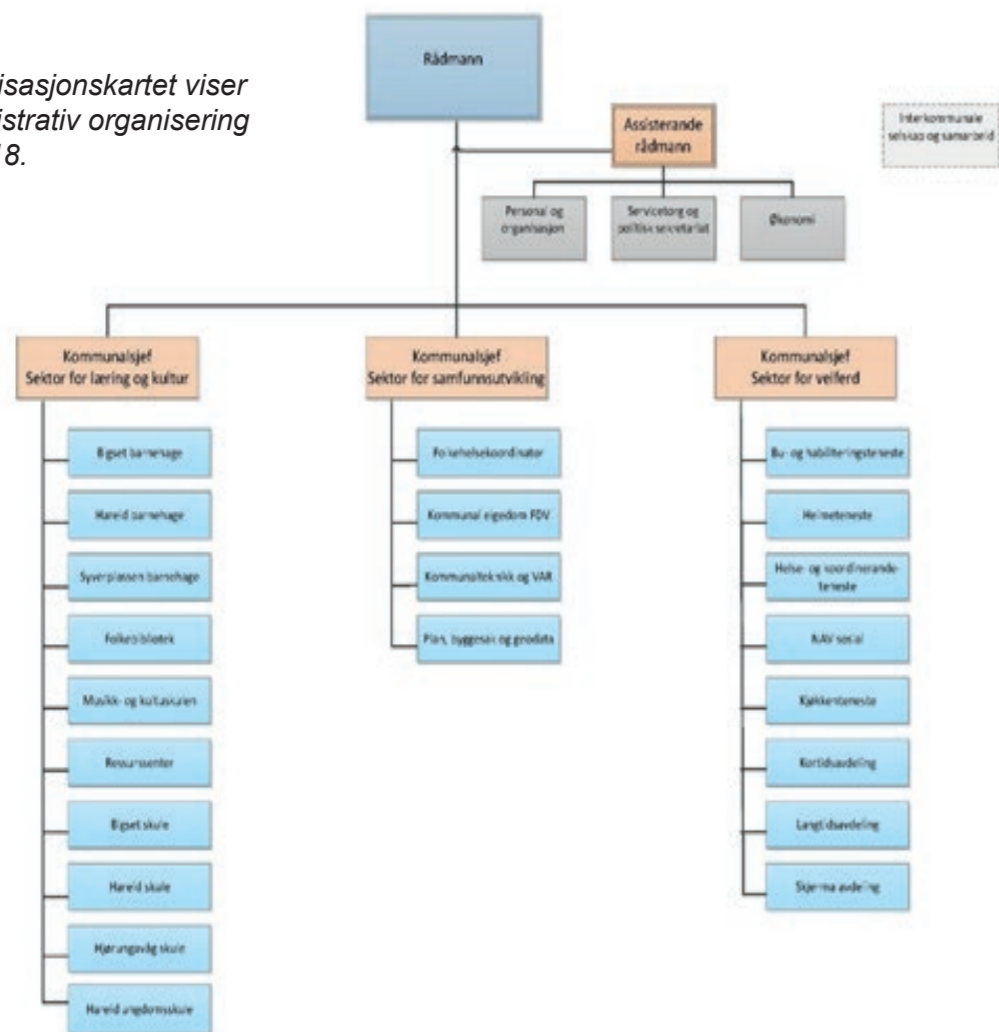 isasjonskartet viser
istrativ organisering
18.
Rådmann
Assisterande
rådmann
Interkommunale
selskap og samarbeid
Personal og
organisasjon
Servicetorg og
politisk sekretariat
Økonomi
Kommunalsjef
Sektor for læring og kultur
Kommunalsjef
Sektor for samfunnsutvikling
Kommunalsjef
Sektor for velferd
Bigset barnehage
Hareid barnehage
Syverplassen barnehage
Folkebibliotek
Musikk- og kulturskulen
Ressurssenter
Bigset skule
Hareid skule
Hjørungavåg skule
Hareid ungdomsskule
Folkehelsekoordinator
Kommunal eigedom FDV
Kommunalteknikk og VAR
Plan, byggesak og geodata
Bu- og habiliteringsteneste
Heimeteneste
Helse- og koordinerande-
teneste
NAV sosial
Kjøkkenteneste
Kortidsavdeling
Langtidsavdeling
Skjerma avdeling